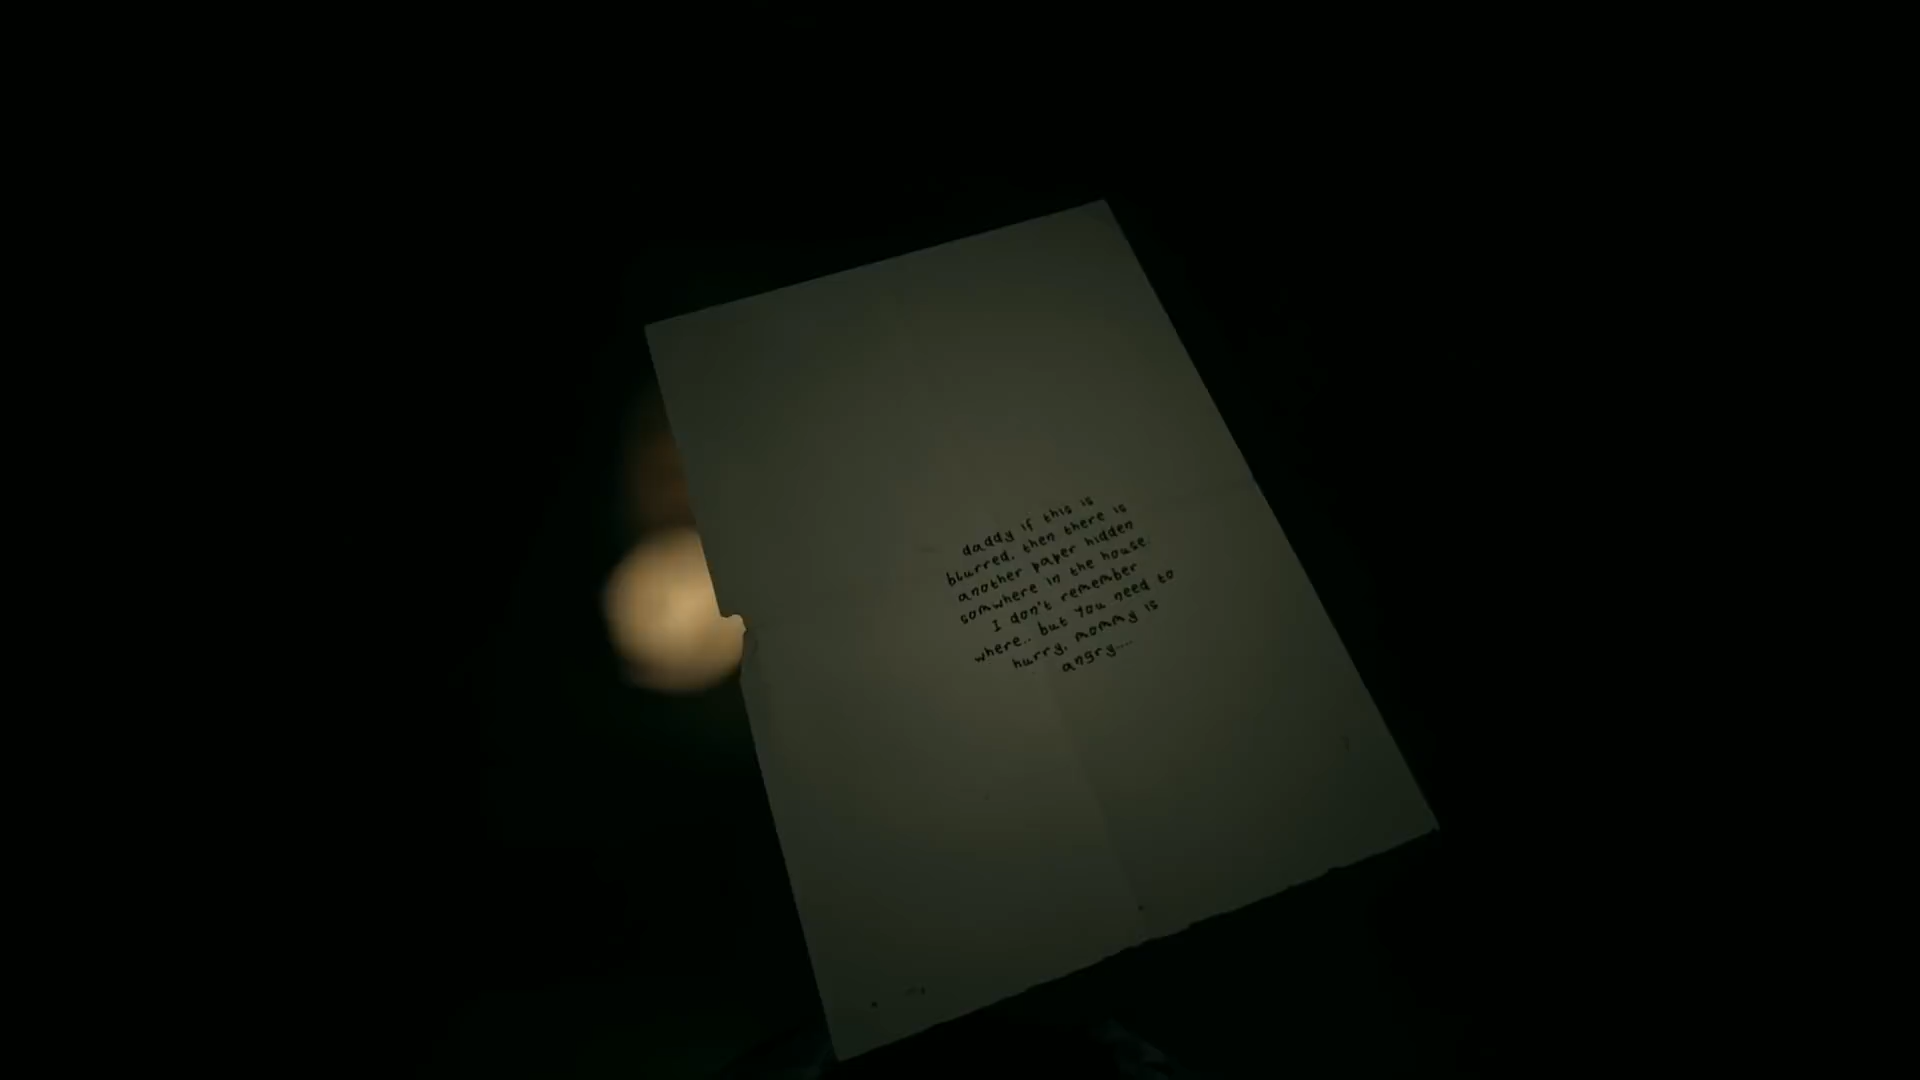 daddy if this is
blurred, then there is
another paper hidden
somwhere in the house.
I don't remember
where.. but you need to
hurry, mommy is
angry....